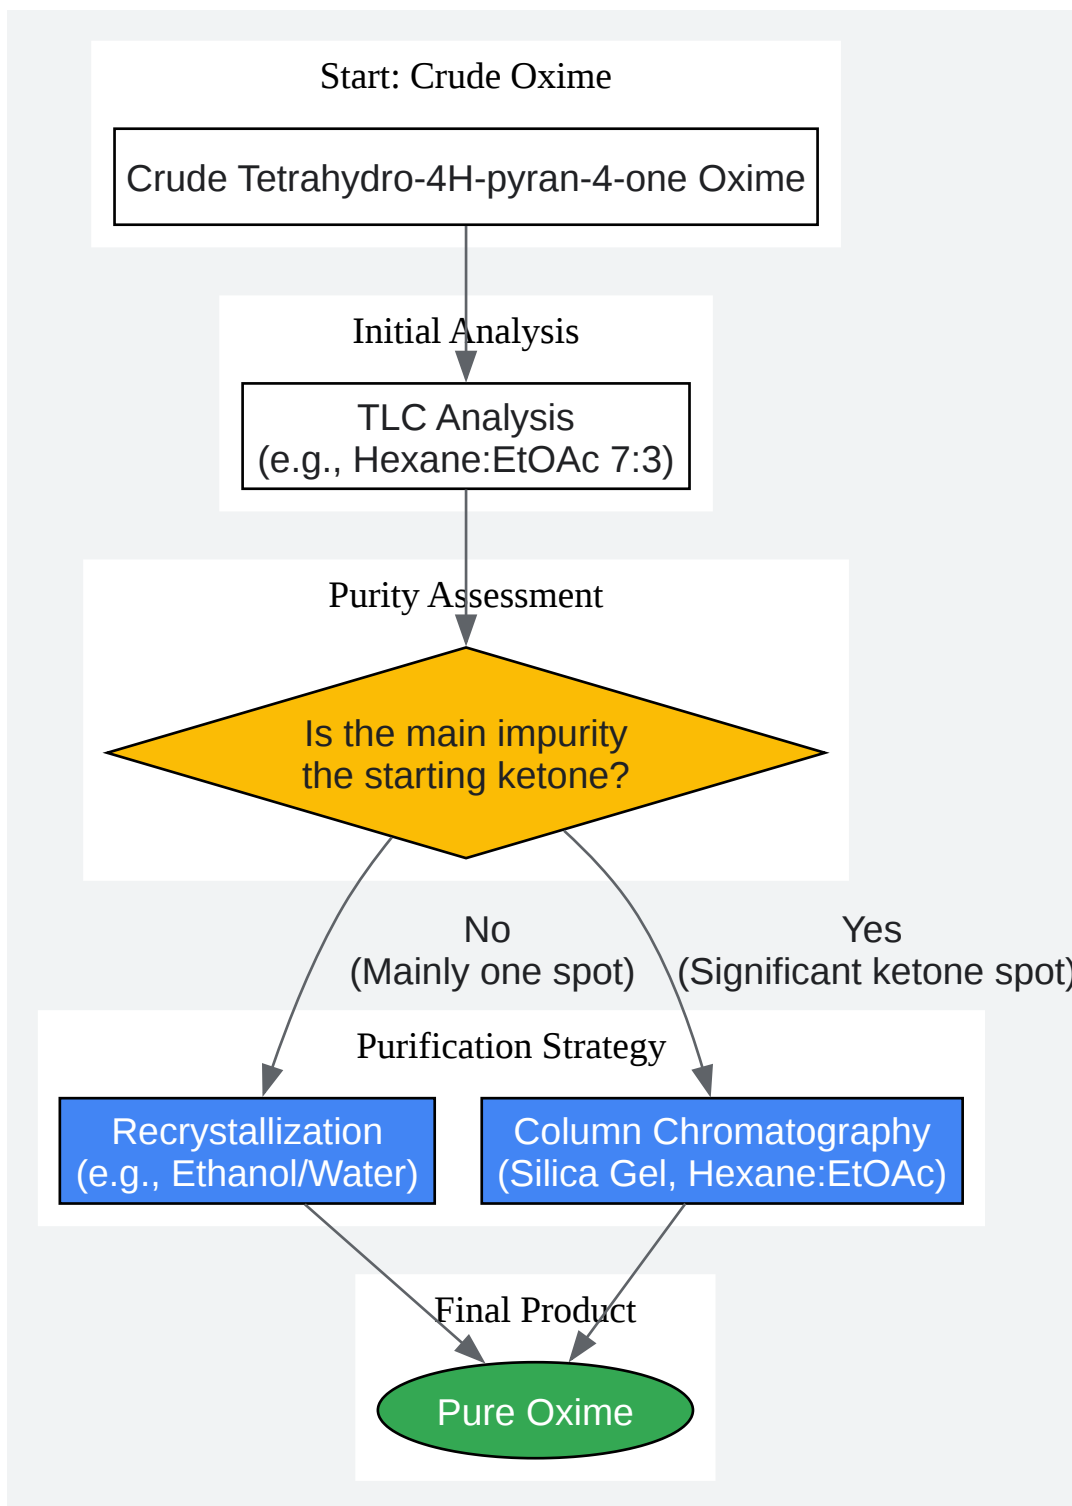 Start: Crude Oxime
Crude Tetrahydro-4H-pyran-4-one Oxime
Initial Analysis
TLC Analysis
(e.g., Hexane:EtOAc 7:3)
Purity Assessment
Is the main impurity
the starting ketone?
No
(Mainly one spot)
Yes
(Significant ketone spot)
Purification Strategy
Recrystallization
(e.g., Ethanol/Water)
Column Chromatography
(Silica Gel, Hexane:EtOAc)
Final Product
Pure Oxime